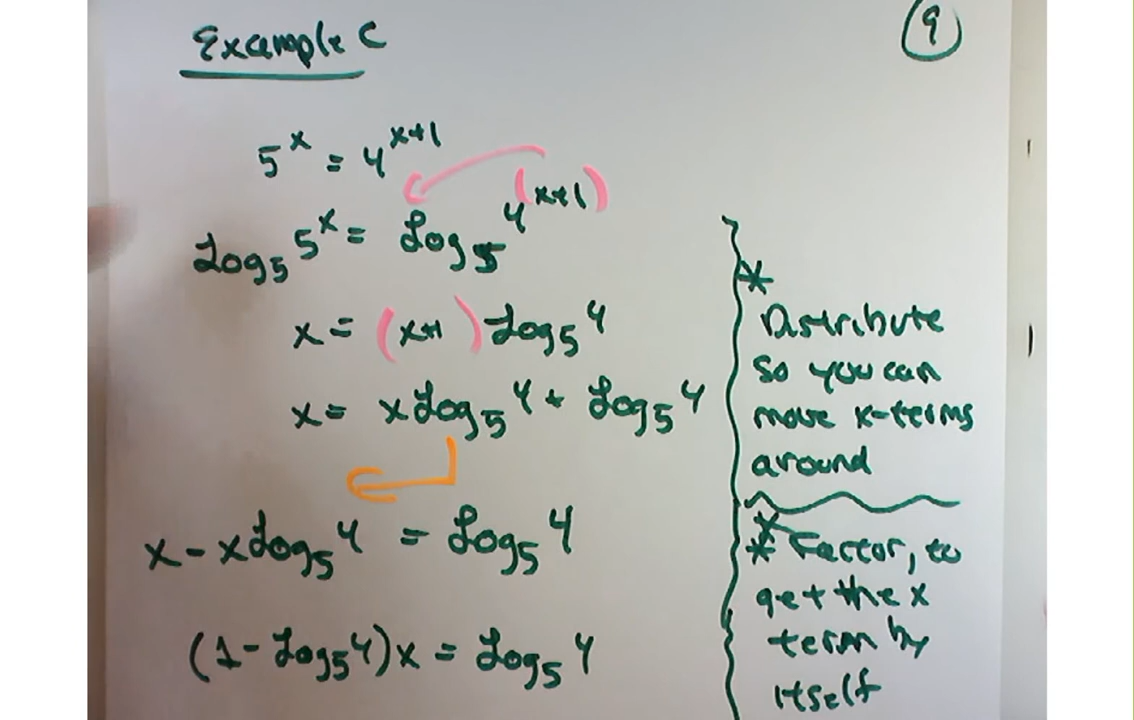 Example C
9
5^x = 4^(x+1)
Log₅ 5^x = Log₅ 4^(x+1)
x = (x+1) Log₅ 4
x = x Log₅ 4 + Log₅ 4
x - x Log₅ 4 = Log₅ 4
(1 - Log₅ 4) x = Log₅ 4
*
Distribute
so you can
move x-terms
around
* Factor, to
get the x
term by
itself